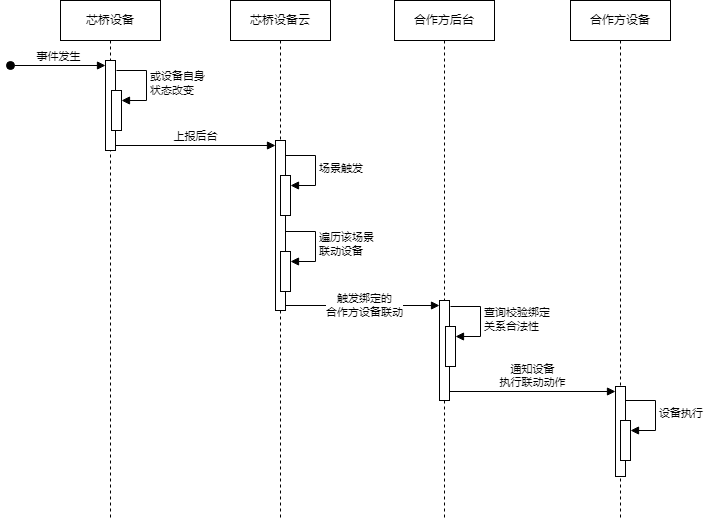 芯桥设备
芯桥设备云
合作方后台
合作方设备
事件发生
或设备自身
状态改变
上报后台
场景触发
遍历该场景
联动设备
触发绑定的
合作方设备联动
查询校验绑定
关系合法性
通知设备
执行联动动作
设备执行